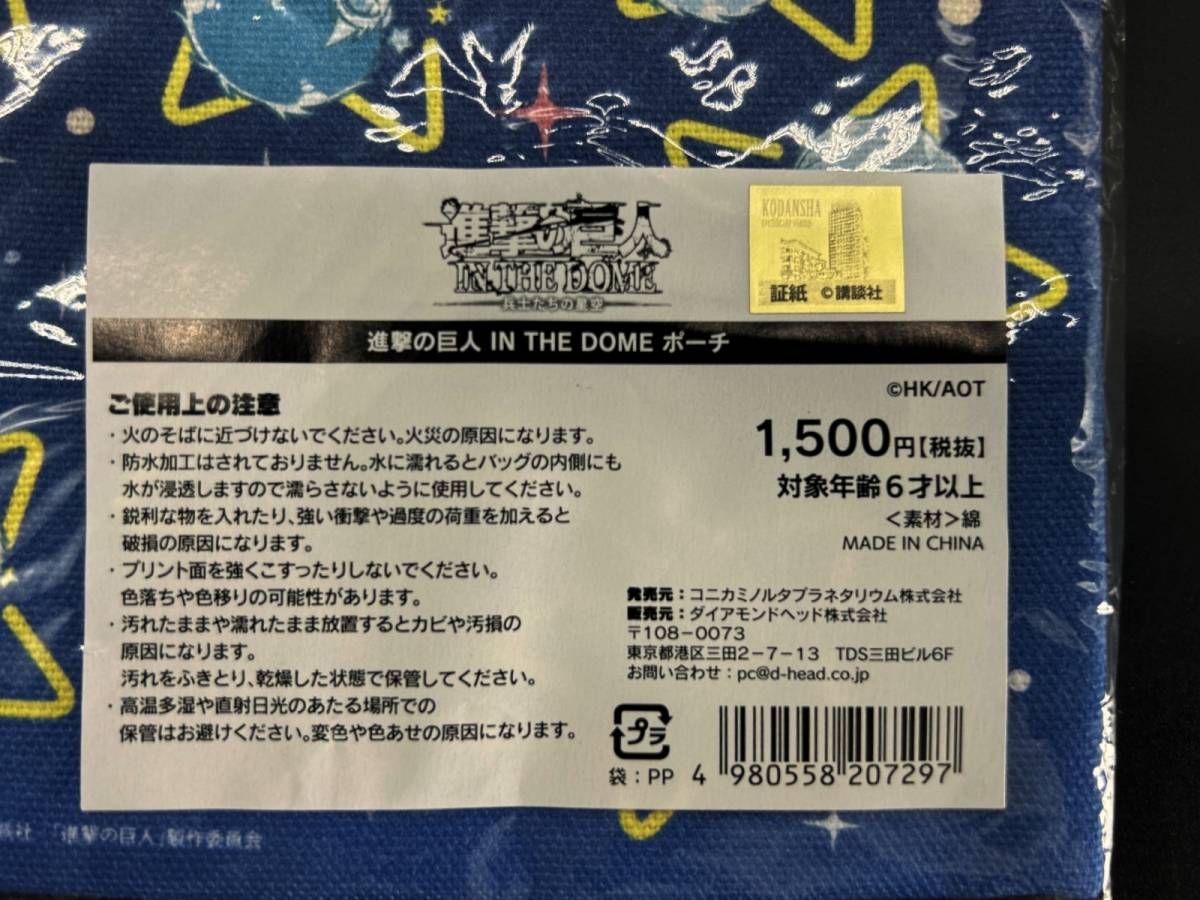 進撃の巨人
IN THE DOME
兵士たちの星空
KODANSHA
証紙 ©講談社
進撃の巨人 IN THE DOME ポーチ
©HK/AOT
1,500円【税抜】
対象年齢6才以上
＜素材＞綿
MADE IN CHINA
ご使用上の注意
・火のそばに近づけないでください。火災の原因になります。
・防水加工はされておりません。水に濡れるとバッグの内側にも
水が浸透しますので濡らさないように使用してください。
・鋭利な物を入れたり、強い衝撃や過度の荷重を加えると
破損の原因になります。
・プリント面を強くこすったりしないでください。
色落ちや色移りの可能性があります。
・汚れたままや濡れたまま放置するとカビや汚損の
原因になります。
汚れをふきとり、乾燥した状態で保管してください。
・高温多湿や直射日光のあたる場所での
保管はお避けください。変色や色あせの原因になります。
発売元：コニカミノルタプラネタリウム株式会社
販売元：ダイアモンドヘッド株式会社
〒108-0073
東京都港区三田2-7-13 TDS三田ビル6F
お問い合わせ：pc@d-head.co.jp
プラ
袋：PP
4 980558 207297
「進撃の巨人」製作委員会